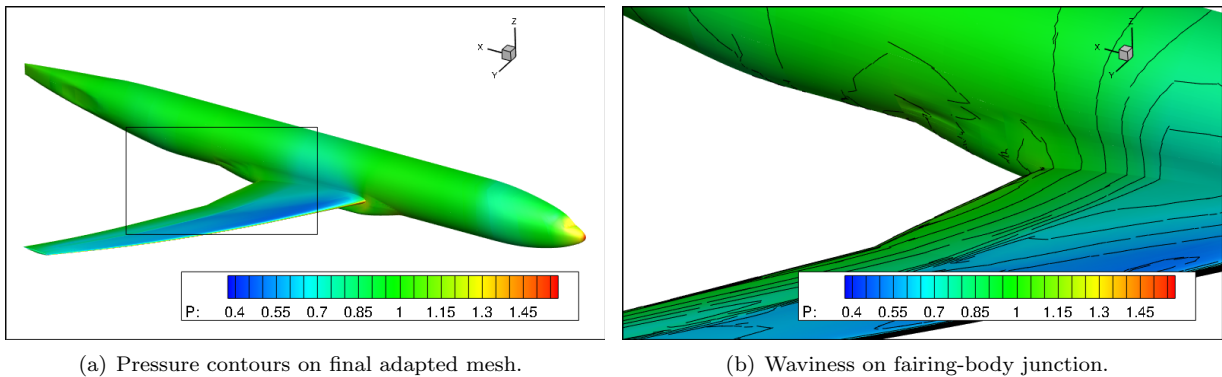 Z
X
Y
P: 0.4 0.55 0.7 0.85 1 1.15 1.3 1.45
(a) Pressure contours on final adapted mesh.
Z
X
Y
P: 0.4 0.55 0.7 0.85 1 1.15 1.3 1.45
(b) Waviness on fairing-body junction.